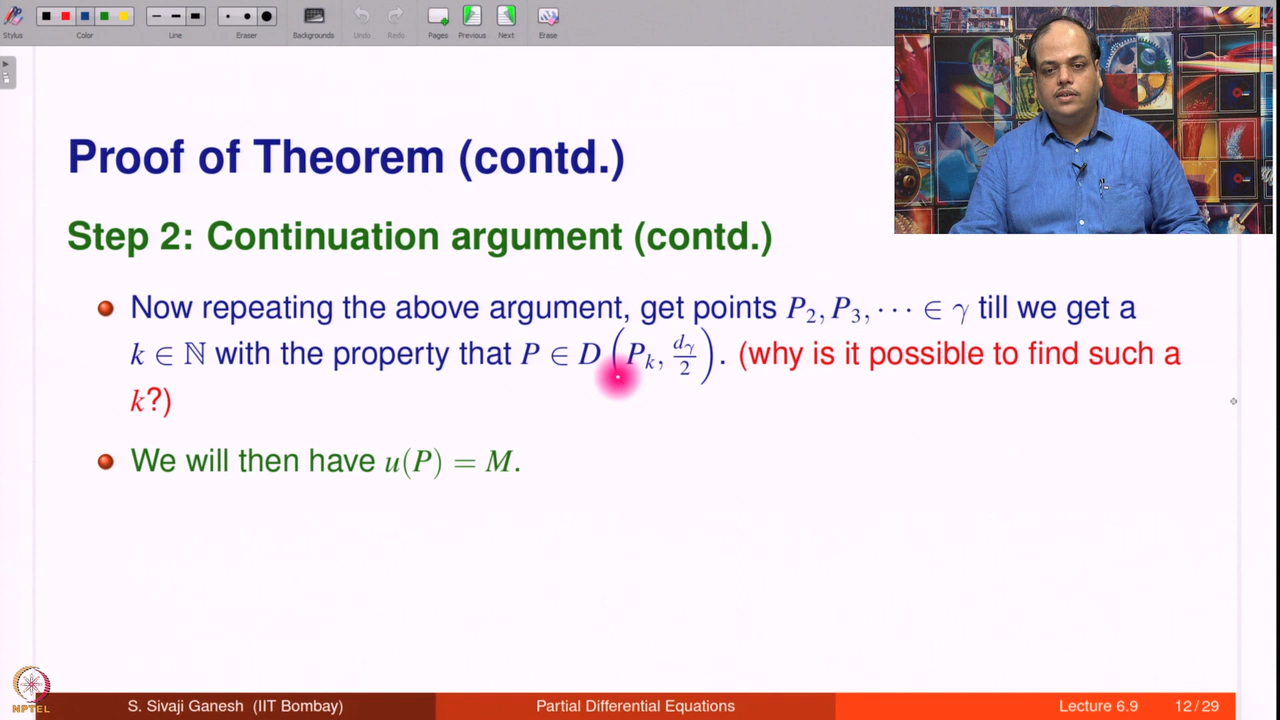 Stylus Color Line Eraser Backgrounds Undo Redo Pages Previous Next Erase
Proof of Theorem (contd.)
Step 2: Continuation argument (contd.)
Now repeating the above argument, get points P₂, P₃, ⋯ ∈ γ till we get a
k ∈ ℕ with the property that P ∈ D (Pₖ, dᵧ/2). (why is it possible to find such a
k?)
We will then have u(P) = M.
NPTEL
S. Sivaji Ganesh (IIT Bombay) Partial Differential Equations Lecture 6.9 12/29